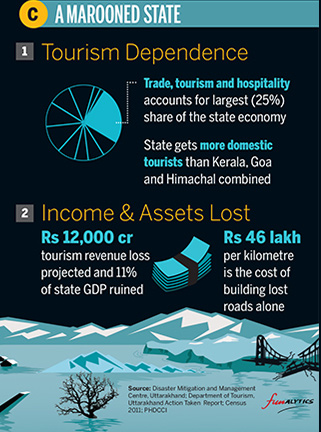 C A MAROONED STATE
1 Tourism Dependence
Trade, tourism and hospitality
accounts for largest (25%)
share of the state economy
State gets more domestic
tourists than Kerala, Goa
and Himachal combined
2 Income & Assets Lost
Rs 12,000 cr
tourism revenue loss
projected and 11%
of state GDP ruined
Rs 46 lakh
per kilometre
is the cost of
building lost
roads alone
Source: Disaster Mitigation and Management
Centre, Uttarakhand; Department of Tourism,
Uttarakhand Action Taken Report; Census
2011; PHDCCI
funALYTICS